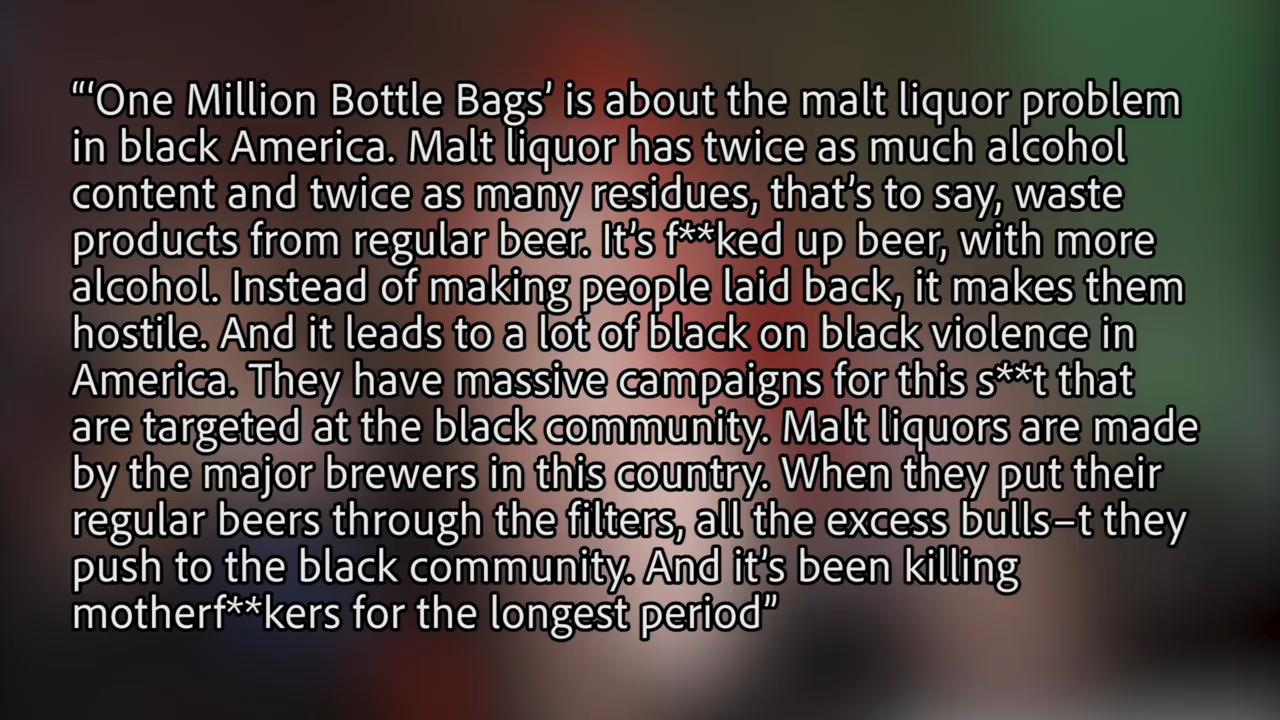 “‘One Million Bottle Bags’ is about the malt liquor problem
in black America. Malt liquor has twice as much alcohol
content and twice as many residues, that’s to say, waste
products from regular beer. It’s f**ked up beer, with more
alcohol. Instead of making people laid back, it makes them
hostile. And it leads to a lot of black on black violence in
America. They have massive campaigns for this s**t that
are targeted at the black community. Malt liquors are made
by the major brewers in this country. When they put their
regular beers through the filters, all the excess bulls–t they
push to the black community. And it’s been killing
motherf**kers for the longest period”